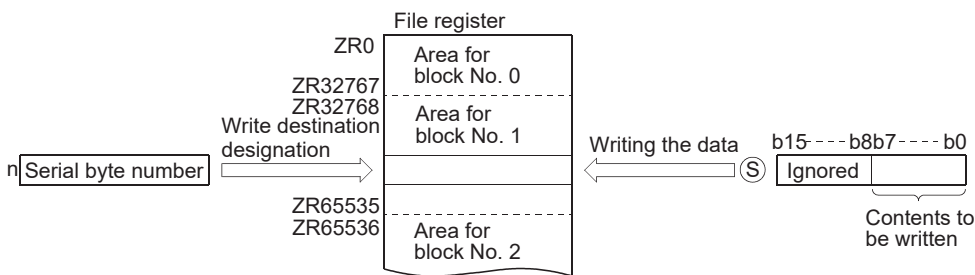 File register
ZR0
Area for
block No. 0
ZR32767
ZR32768
Area for
block No. 1
Write destination
designation
Writing the data
b15 - - - - b8b7 - - - - b0
n Serial byte number
S
Ignored
ZR65535
ZR65536
Area for
block No. 2
Contents to
be written